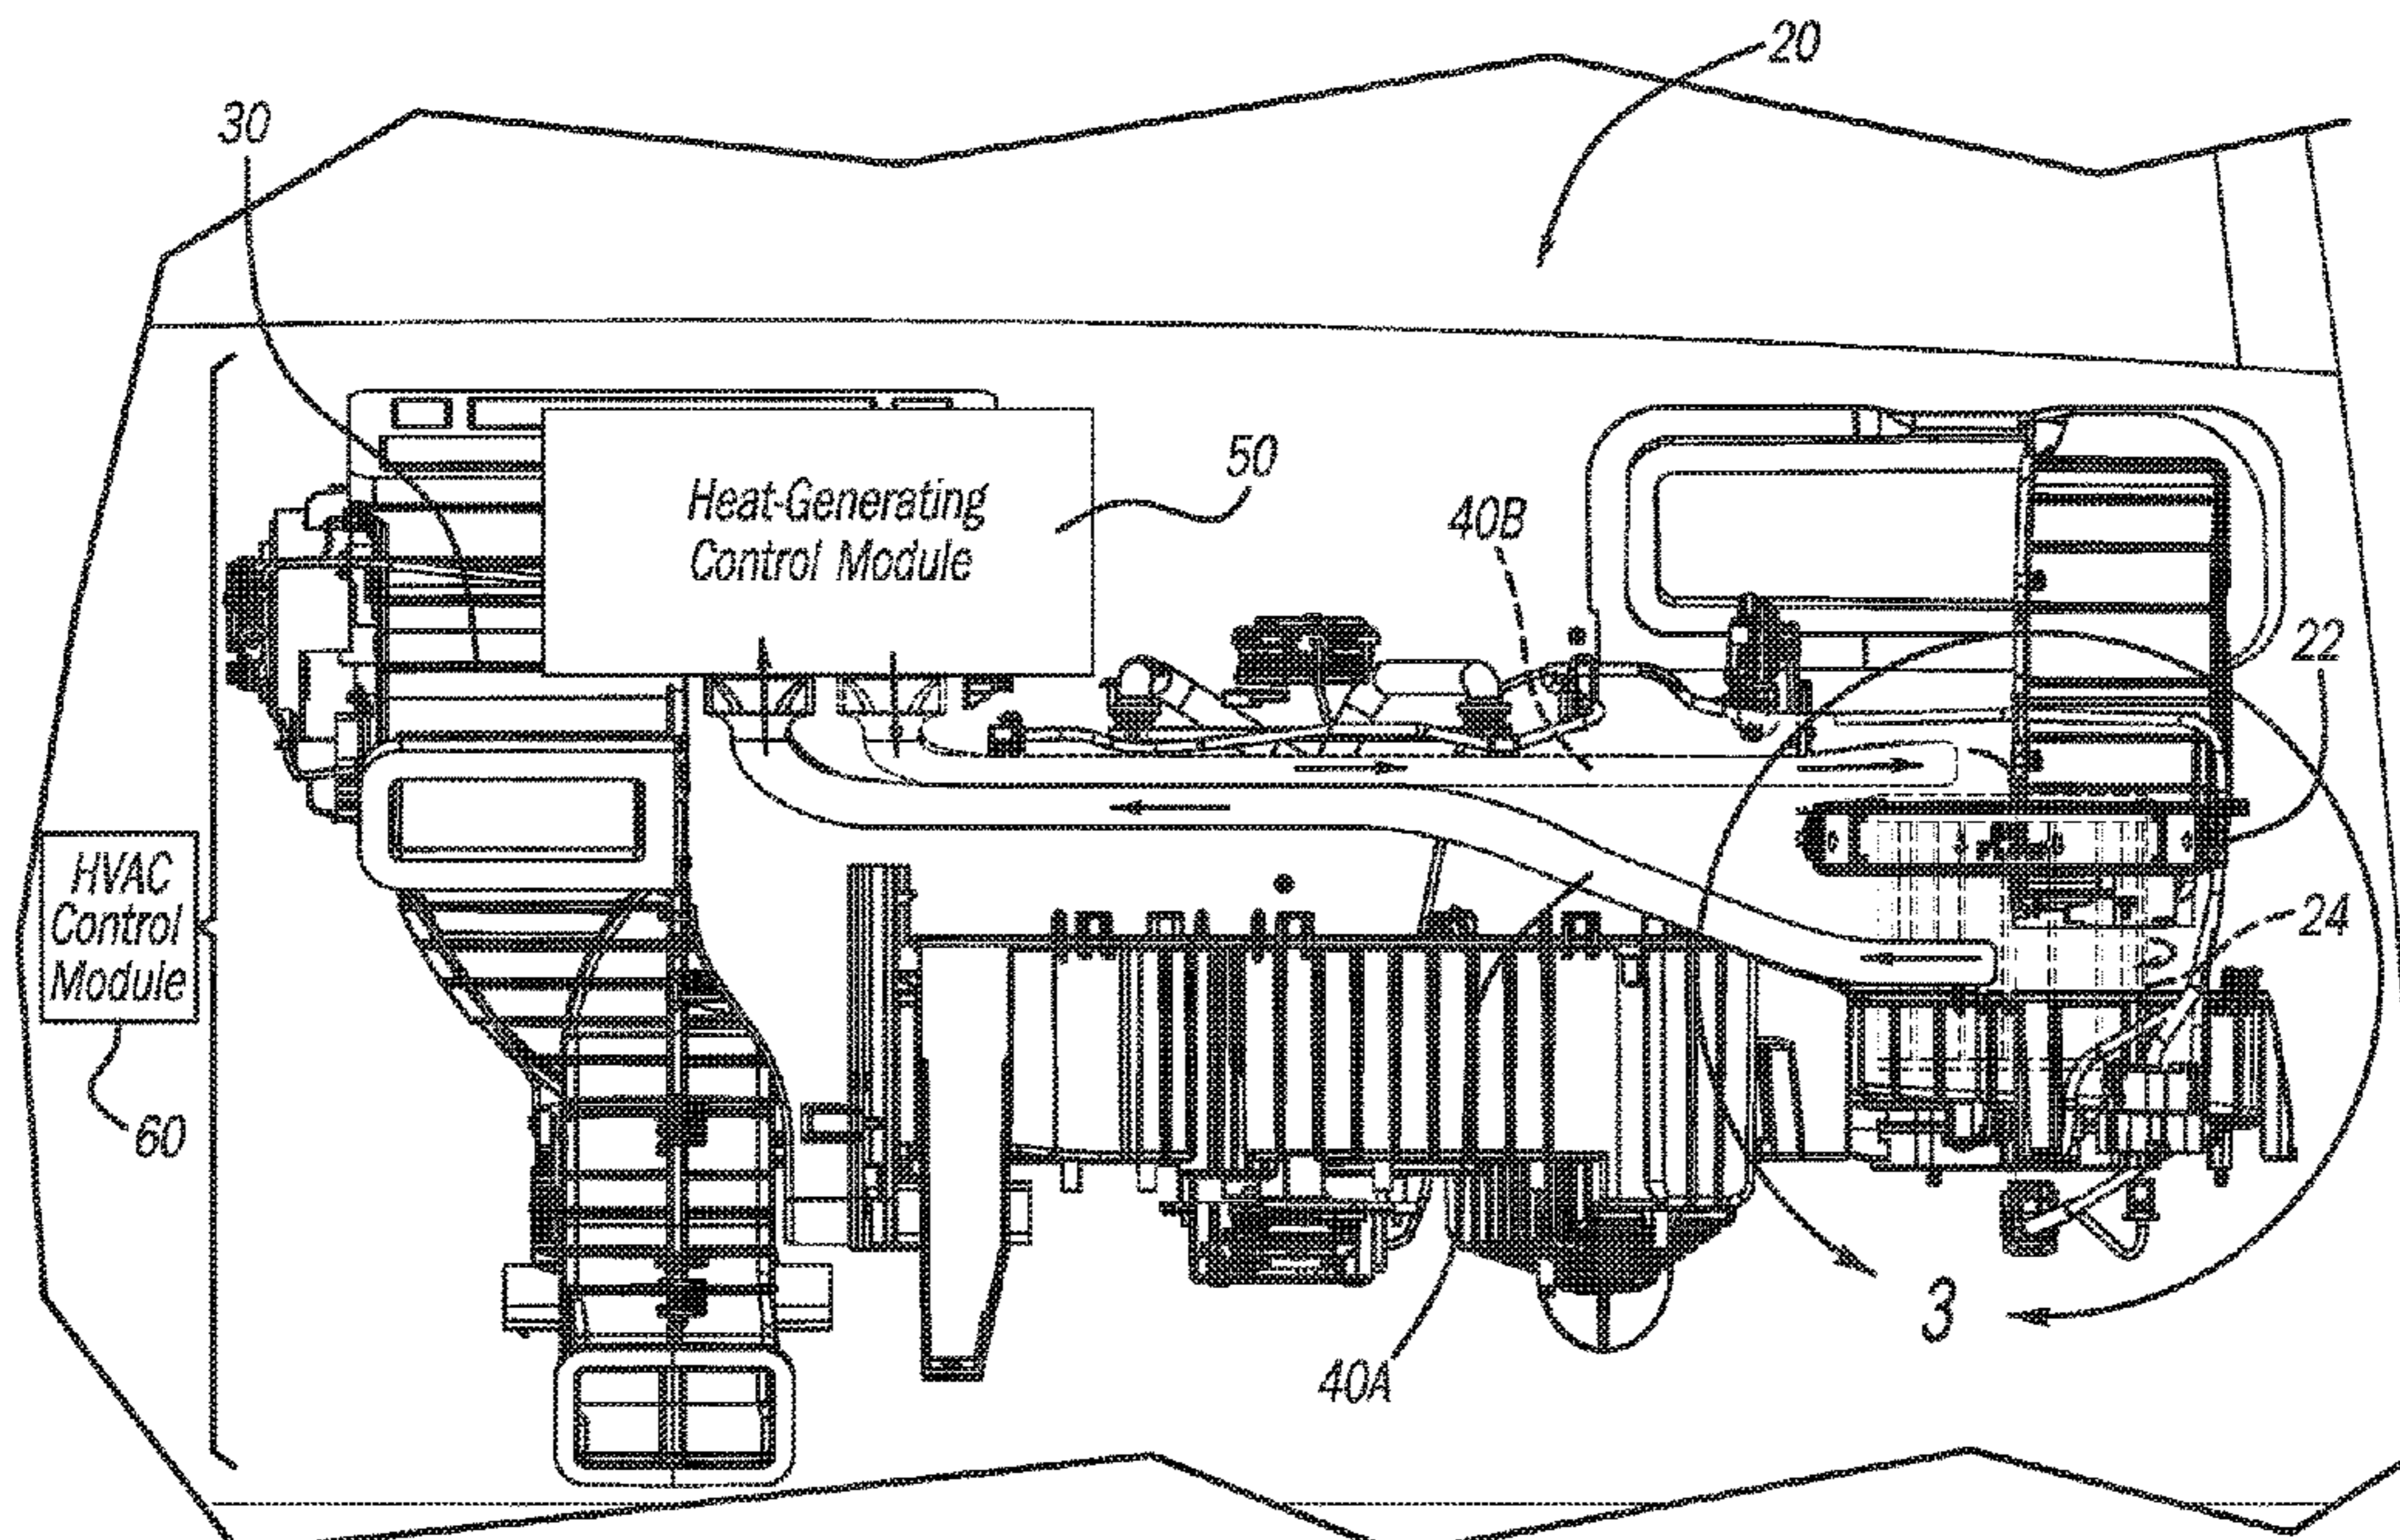 20
30
50
Heat-Generating
Control Module
40B
22
HVAC
Control
Module
24
60
3
40A